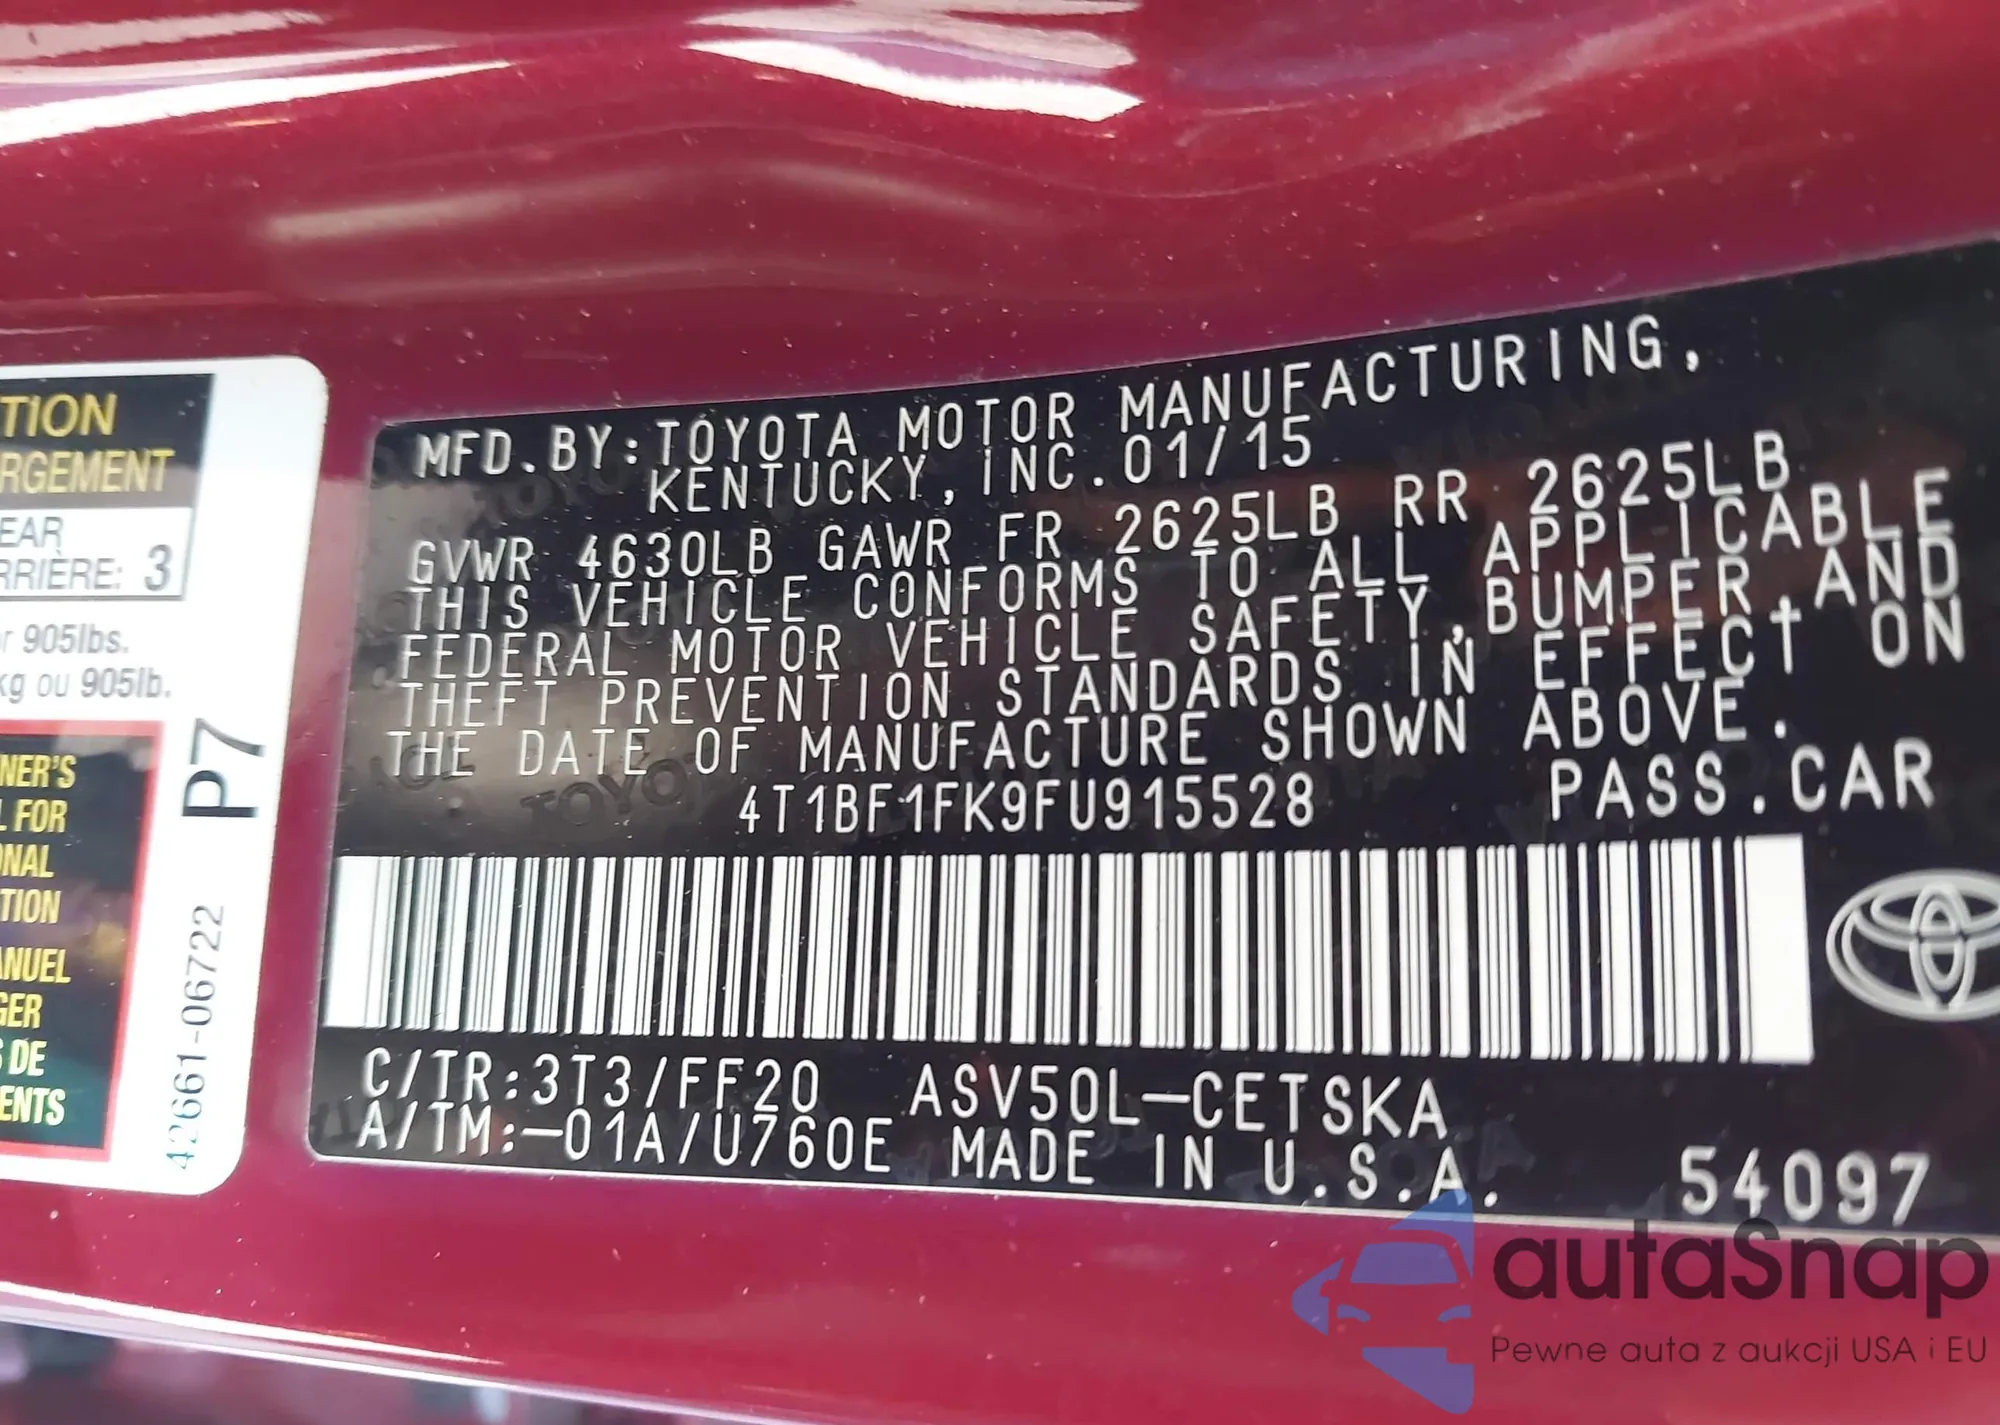 TION
RGEMENT
EAR
RRIÈRE: 3
r 905lbs.
kg ou 905lb.
NER'S
L FOR
ONAL
TION
ANUEL
GER
S DE
ENTS
P7
42661-06722
MFD.BY:TOYOTA MOTOR MANUFACTURING,
KENTUCKY,INC.01/15
GVWR 4630LB GAWR FR 2625LB RR 2625LB
THIS VEHICLE CONFORMS TO ALL APPLICABLE
FEDERAL MOTOR VEHICLE SAFETY,BUMPER,AND
THEFT PREVENTION STANDARDS IN EFFECT ON
THE DATE OF MANUFACTURE SHOWN ABOVE.
4T1BF1FK9FU915528 PASS.CAR
C/TR:3T3/FF20 ASV50L-CETSKA
A/TM:-01A/U760E MADE IN U.S.A. 54097
autaSnap
Pewne auta z aukcji USA i EU